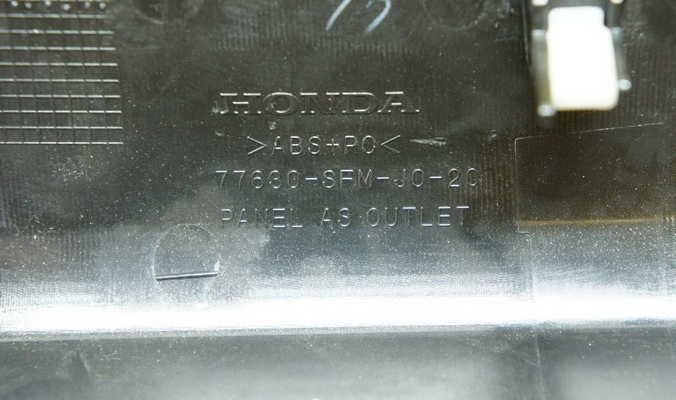 HONDA
>ABS+PC<
77630-SFM-J0-20
PANEL AS OUTLET